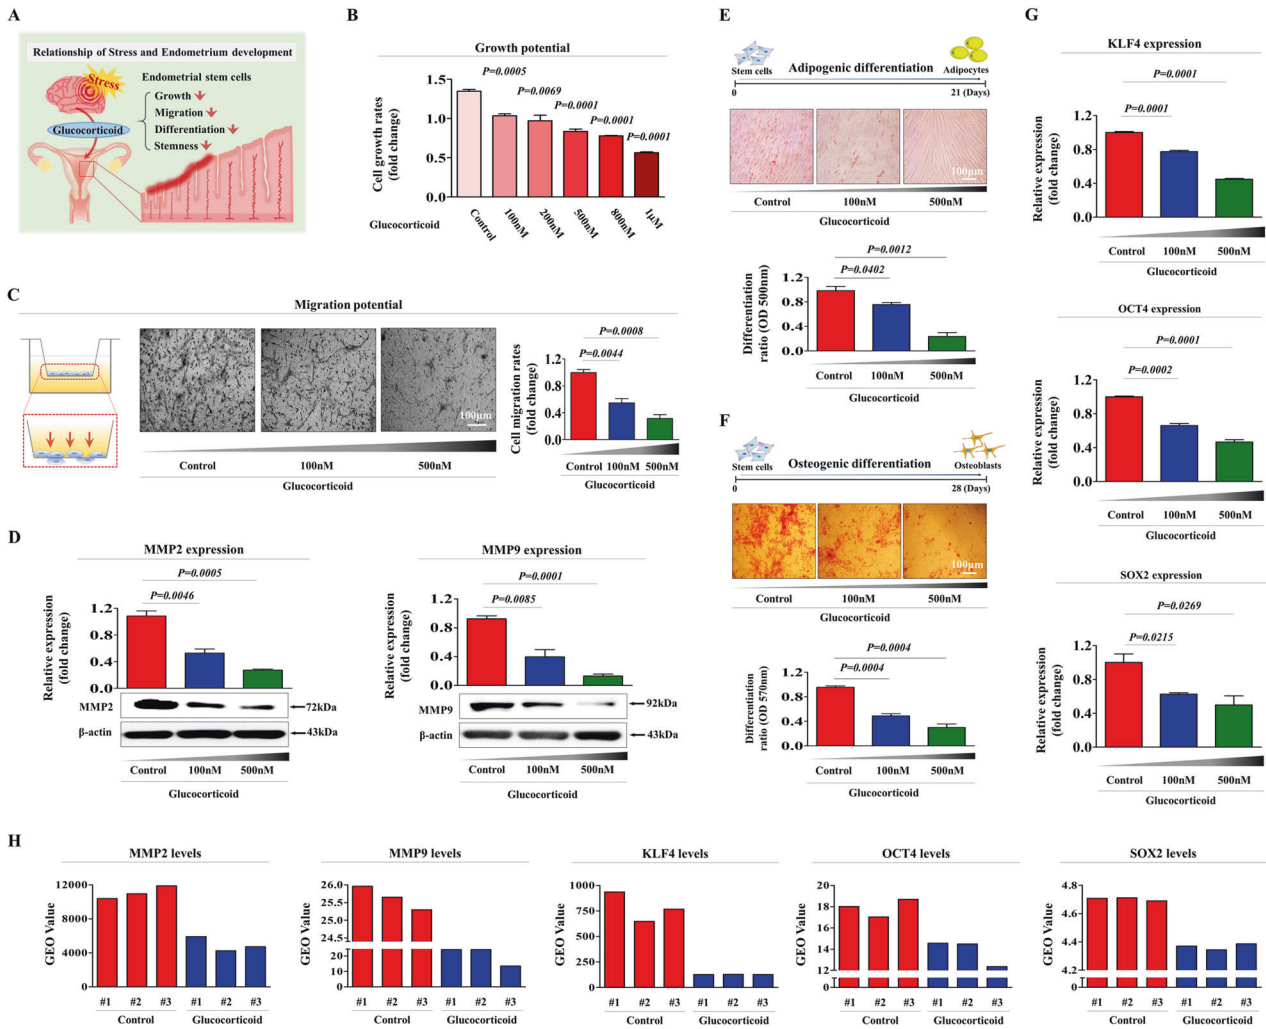 A
Relationship of Stress and Endometrium development
Stress
Endometrial stem cells
Growth
Migration
Differentiation
Stemness
Glucocorticoid
B
Growth potential
Cell growth rates
(fold change)
1.5
1.0
0.5
0.0
P=0.0005
P=0.0069
P=0.0001
P=0.0001
P=0.0001
Glucocorticoid
Control
100nM
200nM
500nM
800nM
1μM
C
Migration potential
100μm
Control
100nM
500nM
Glucocorticoid
Cell migration rates
(fold change)
1.2
0.8
0.4
0.0
P=0.0008
P=0.0044
Control 100nM 500nM
Glucocorticoid
D
MMP2 expression
Relative expression
(fold change)
P=0.0005
P=0.0046
1.2
0.8
0.4
0.0
MMP2
72kDa
β-actin
43kDa
Control 100nM 500nM
Glucocorticoid
MMP9 expression
Relative expression
(fold change)
P=0.0001
P=0.0085
1.2
0.8
0.4
0.0
MMP9
92kDa
β-actin
43kDa
Control 100nM 500nM
Glucocorticoid
E
Stem cells
Adipogenic differentiation
Adipocytes
0
21 (Days)
100μm
Control 100nM 500nM
Glucocorticoid
Differentiation
ratio (OD 500nm)
P=0.0012
P=0.0402
1.2
0.8
0.4
0.0
Control 100nM 500nM
Glucocorticoid
F
Stem cells
Osteogenic differentiation
Osteoblasts
0
28 (Days)
100μm
Control 100nM 500nM
Glucocorticoid
Differentiation
ratio (OD 570nm)
P=0.0004
P=0.0004
1.2
0.8
0.4
0.0
Control 100nM 500nM
Glucocorticoid
G
KLF4 expression
Relative expression
(fold change)
P=0.0001
P=0.0001
1.2
0.8
0.4
0.0
Control 100nM 500nM
Glucocorticoid
OCT4 expression
Relative expression
(fold change)
P=0.0001
P=0.0002
1.2
0.8
0.4
0.0
Control 100nM 500nM
Glucocorticoid
SOX2 expression
Relative expression
(fold change)
P=0.0269
P=0.0215
1.2
0.8
0.4
0.0
Control 100nM 500nM
Glucocorticoid
H
MMP2 levels
GEO Value
12000
8000
4000
0
#1 #2 #3 #1 #2 #3
Control Glucocorticoid
MMP9 levels
GEO Value
26.0
25.5
25.0
24.5
20
10
0
#1 #2 #3 #1 #2 #3
Control Glucocorticoid
KLF4 levels
GEO Value
1000
750
500
250
0
#1 #2 #3 #1 #2 #3
Control Glucocorticoid
OCT4 levels
GEO Value
20
18
16
14
12
0
#1 #2 #3 #1 #2 #3
Control Glucocorticoid
SOX2 levels
GEO Value
4.8
4.6
4.4
4.2
0
#1 #2 #3 #1 #2 #3
Control Glucocorticoid